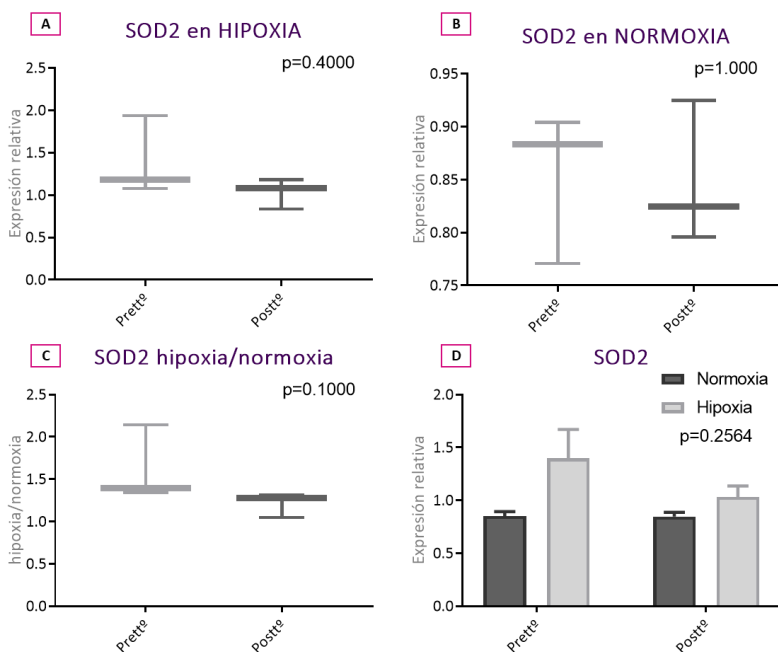 A
SOD2 en HIPOXIA
p=0.4000
Expresión relativa
2.5
2.0
1.5
1.0
0.5
0.0
Prettº
Posttº
B
SOD2 en NORMOXIA
p=1.000
0.95
0.90
0.85
0.80
0.75
Expresión relativa
Prettº
Posttº
C
SOD2 hipoxia/normoxia
p=0.1000
hipoxia/normoxia
2.5
2.0
1.5
1.0
0.5
0.0
Prettº
Posttº
D
SOD2
Normoxia
Hipoxia
p=0.2564
Expresión relativa
2.0
1.5
1.0
0.5
0.0
Prettº
Posttº